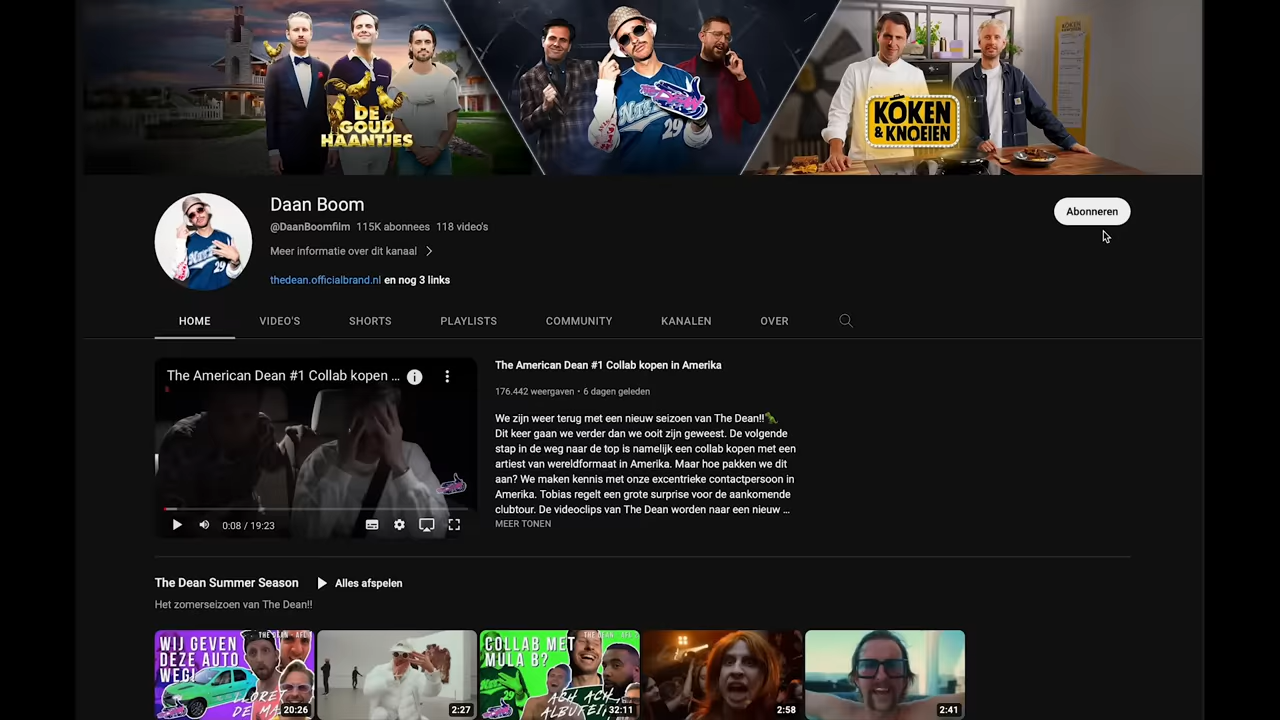 DE
GOUD
HAANTJES
29
KOKEN
& KNOEIEN
Daan Boom
@DaanBoomfilm 115K abonnees 118 video's
Abonneren
Meer informatie over dit kanaal
thedean.officialbrand.nl en nog 3 links
HOME VIDEO'S SHORTS PLAYLISTS COMMUNITY KANALEN OVER
The American Dean #1 Collab kopen ...
0:08 / 19:23
The American Dean #1 Collab kopen in Amerika
176.442 weergaven • 6 dagen geleden
We zijn weer terug met een nieuw seizoen van The Dean!!
Dit keer gaan we verder dan we ooit zijn geweest. De volgende
stap in de weg naar de top is namelijk een collab kopen met een
artiest van wereldformaat in Amerika. Maar hoe pakken we dit
aan? We maken kennis met onze excentrieke contactpersoon in
Amerika. Tobias regelt een grote surprise voor de aankomende
clubtour. De videoclips van The Dean worden naar een nieuw ...
MEER TONEN
The Dean Summer Season Alles afspelen
Het zomerseizoen van The Dean!!
WIJ GEVEN
DEZE AUTO
WEG!
LLORET
DE MA
20:26
2:27
COLLAB MET
MULA B?
ACH ACH
ALBUFEI
32:11
2:58
2:41